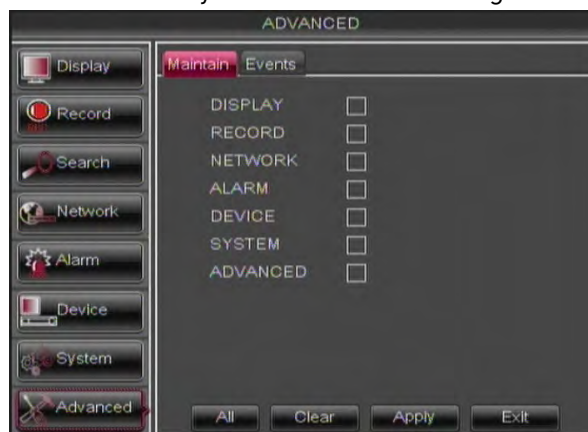 ADVANCED
Display
Record
Search
Network
Alarm
Device
System
Advanced
Maintain Events
DISPLAY
RECORD
NETWORK
ALARM
DEVICE
SYSTEM
ADVANCED
All Clear Apply Exit